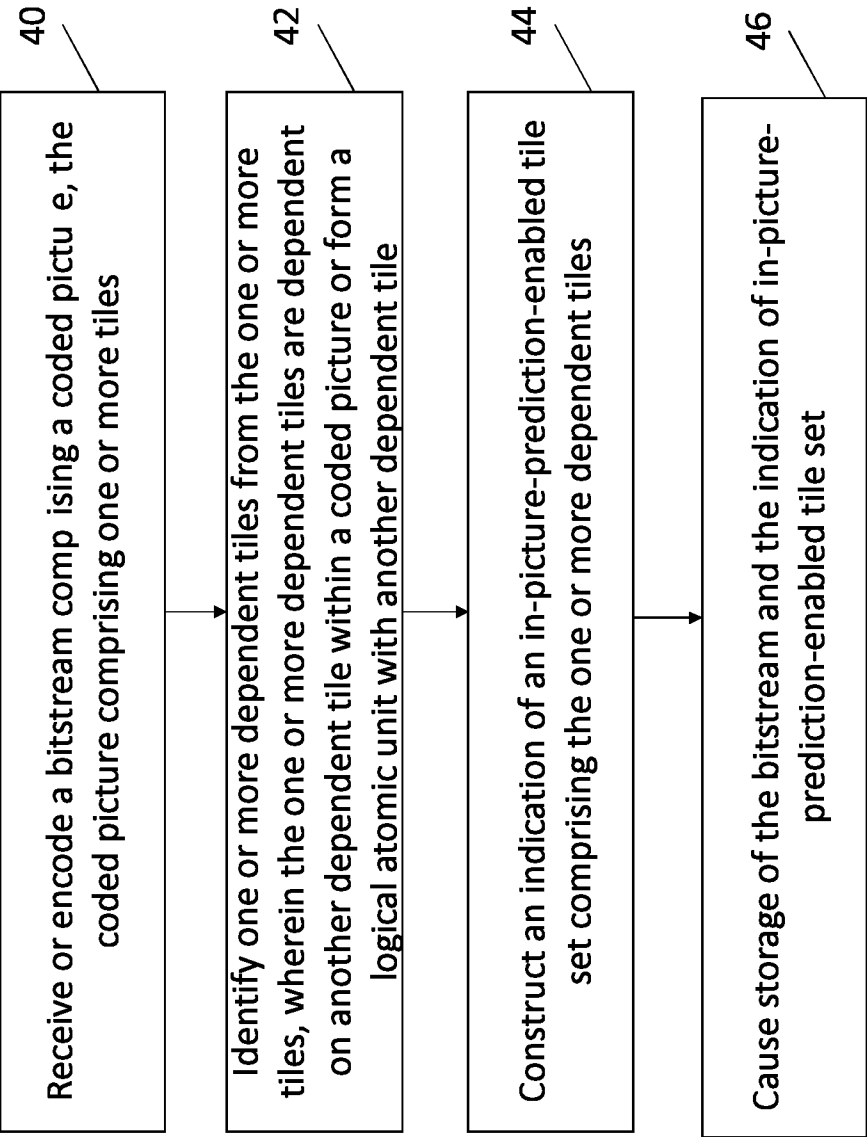 40
Receive or encode a bitstream comp ising a coded pictu e, the
coded picture comprising one or more tiles
42
Identify one or more dependent tiles from the one or more
tiles, wherein the one or more dependent tiles are dependent
on another dependent tile within a coded picture or form a
logical atomic unit with another dependent tile
44
Construct an indication of an in-picture-prediction-enabled tile
set comprising the one or more dependent tiles
46
Cause storage of the bitstream and the indication of in-picture-
prediction-enabled tile set